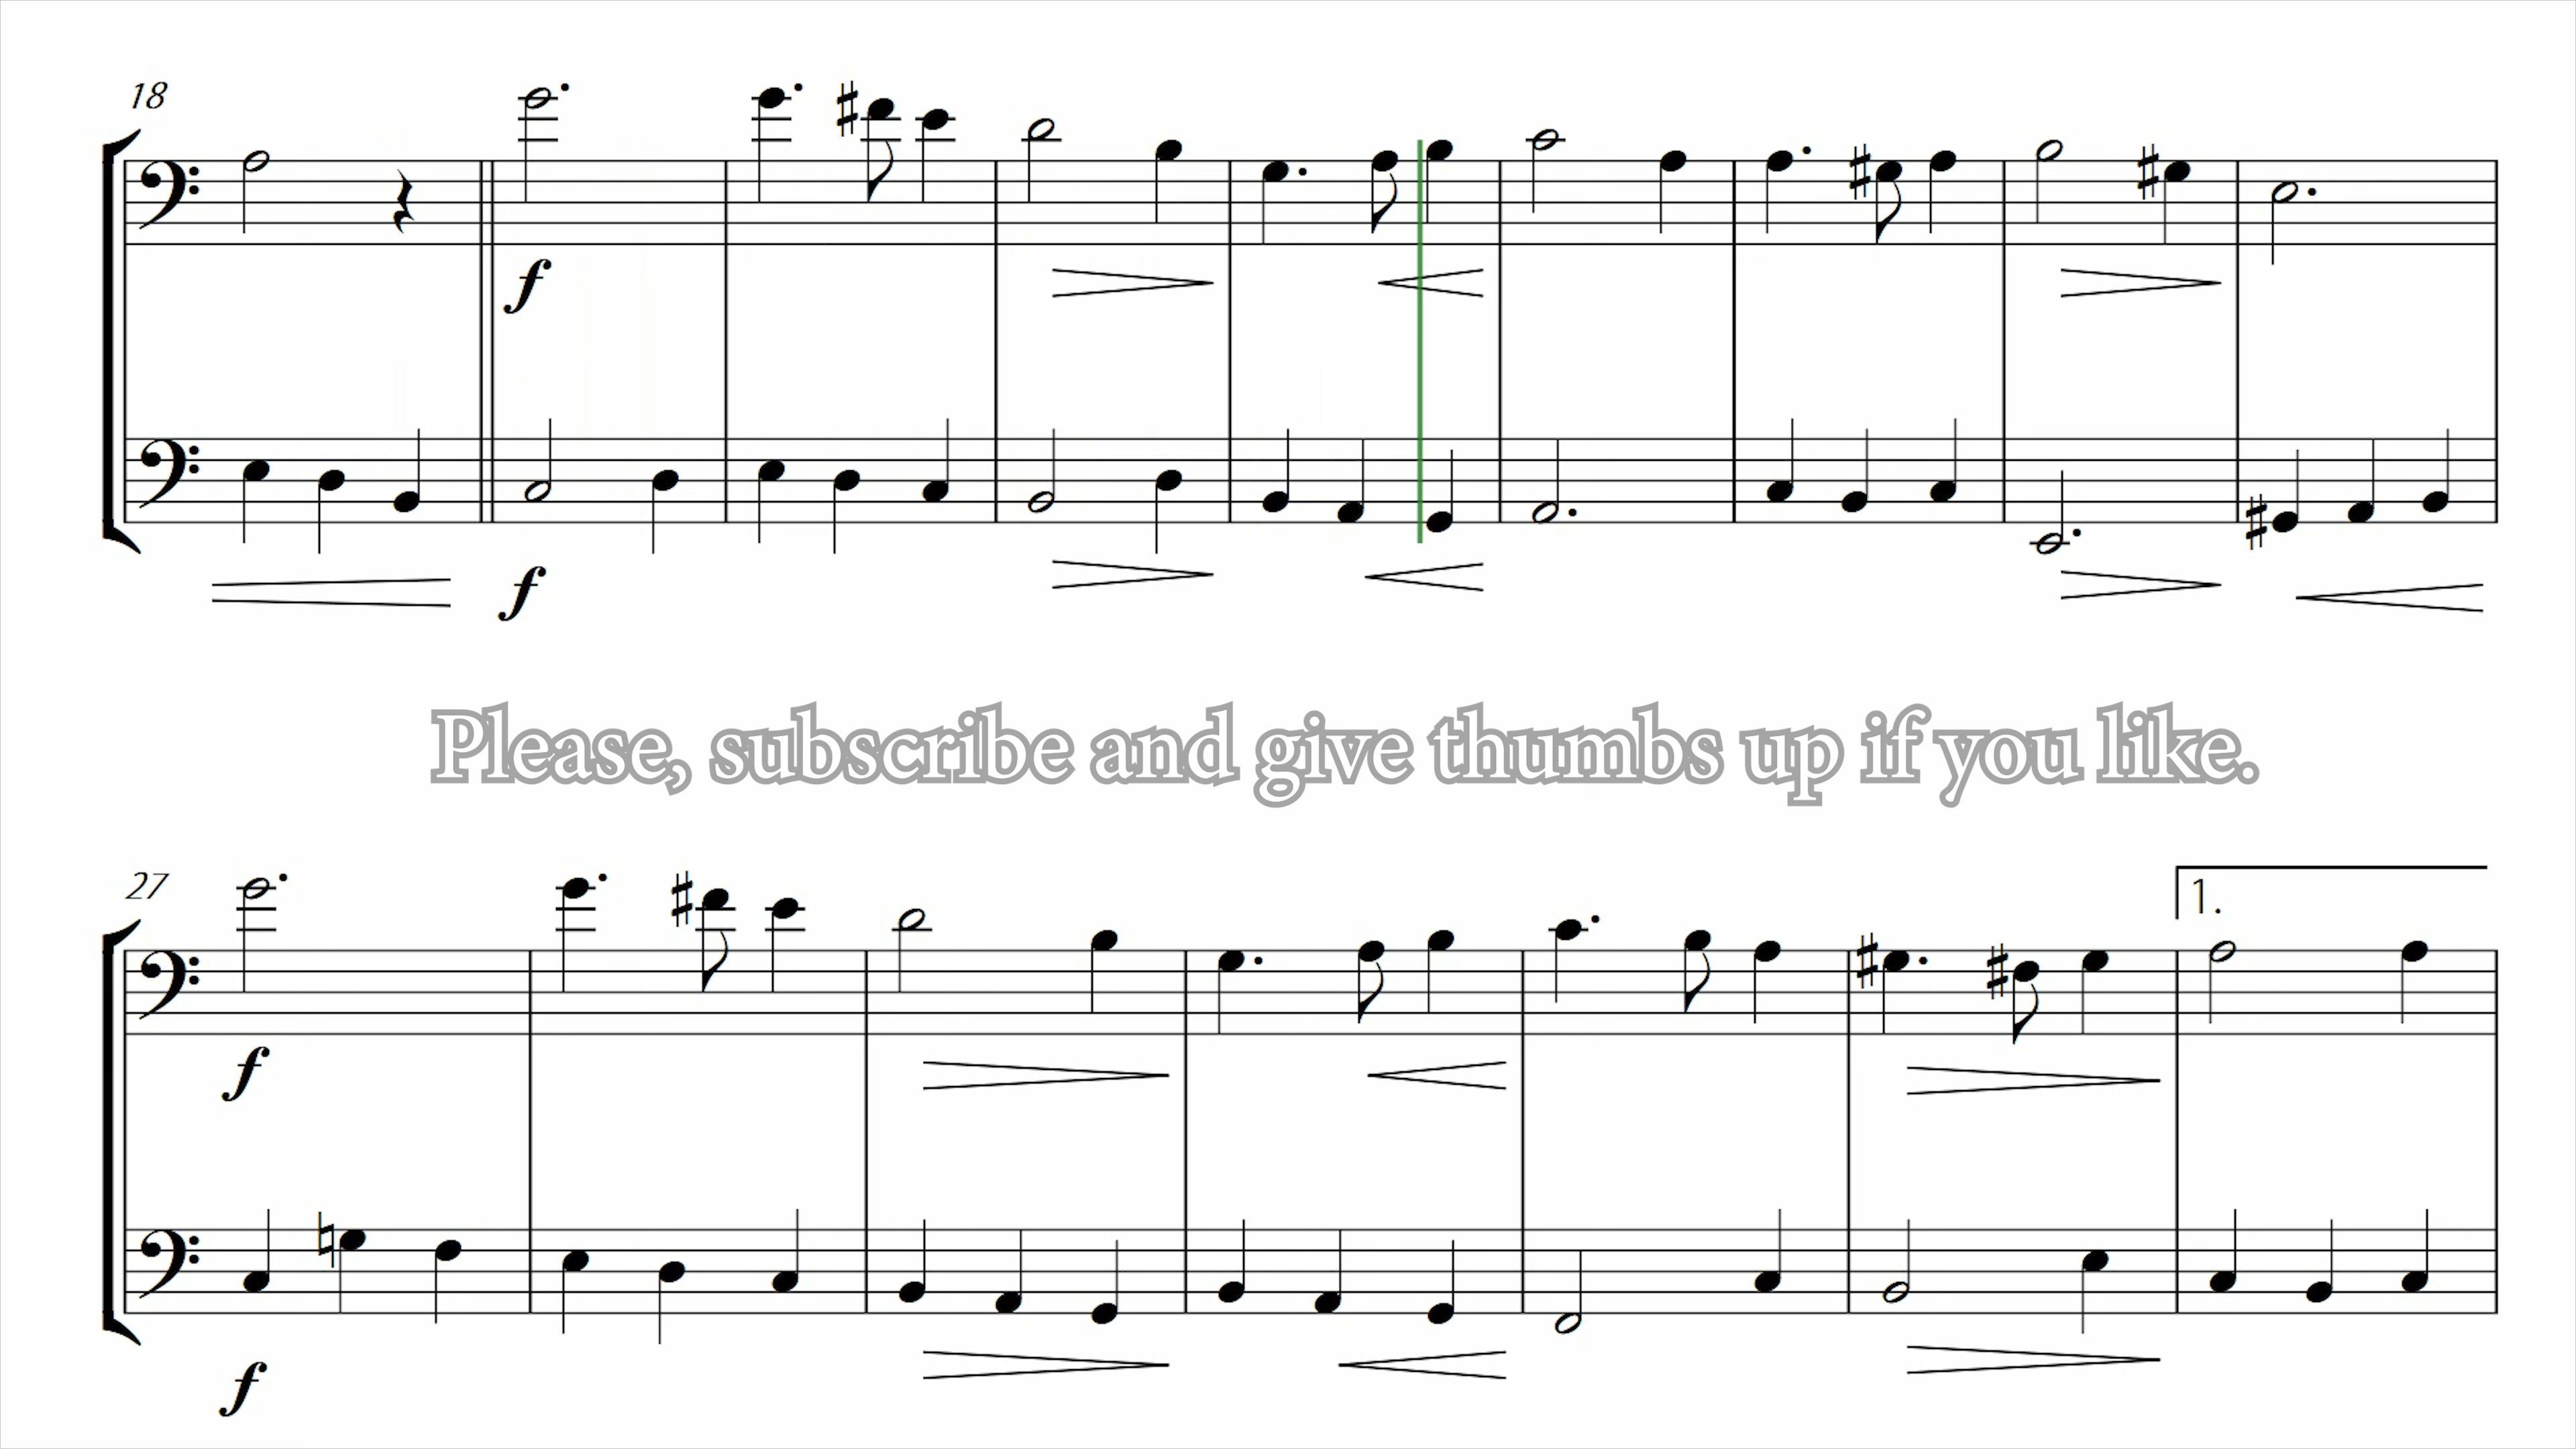 18
f
f
Please, subscribe and give thumbs up if you like.
27
1.
f
f